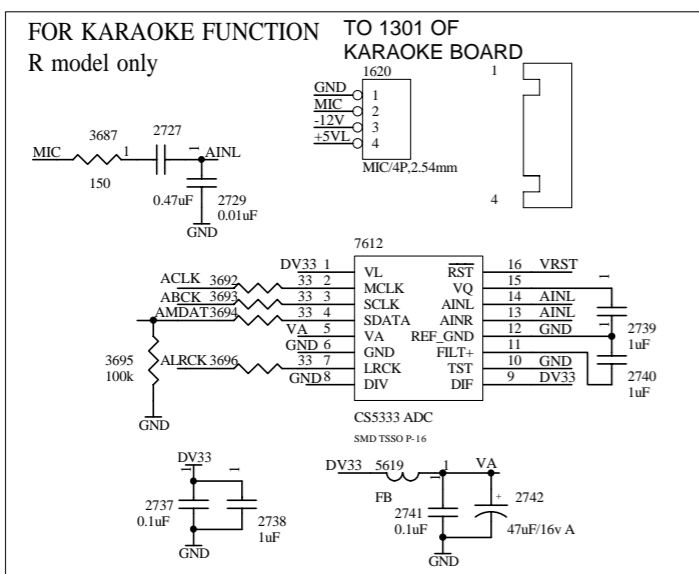 FOR KARAOKE FUNCTION
R model only
TO 1301 OF
KARAOKE BOARD
1620
GND 1
MIC 2
-12V 3
+5VL 4
MIC/4P,2.54mm
1
4
3687
2727
MIC
1
1
AINL
150
0.47uF
2729
0.01uF
GND
7612
DV33 1 VL
RST 16 VRST
ACLK 3692 33 2 MCLK
VQ 15
ABCK 3693 33 3 SCLK
AINL 14 AINL
AMDAT 3694 33 4 SDATA
AINR 13 AINL
VA 5 VA
REF_GND 12 GND
GND 6 GND
FILT+ 11
ALRCK 3696 33 7 LRCK
TST 10 GND
GND 8 DIV
DIF 9 DV33
3695
100k
GND
1
2739
1uF
1
2740
1uF
CS5333 ADC
SMD TSSO P-16
DV33
1
1
2737
0.1uF
2738
1uF
GND
DV33 5619 1 VA
FB
1
2741
0.1uF
+
2742
47uF/16v A
GND